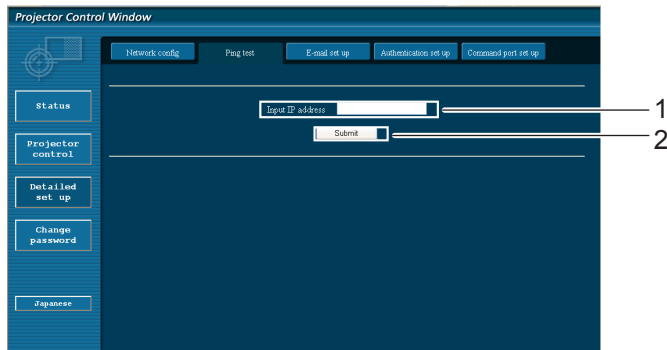 Projector Control Window
Network config
Ping test
E-mail set up
Authentication set up
Command port set up
Status
Projector
control
Detailed
set up
Change
password
Japanese
Input IP address
1
Submit
2